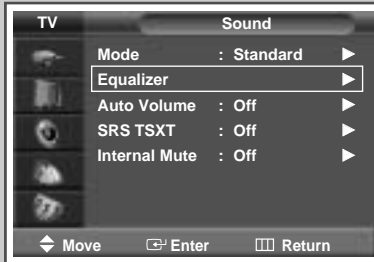 TV Sound
Mode : Standard
Equalizer
Auto Volume : Off
SRS TSXT : Off
Internal Mute : Off
Move Enter Return